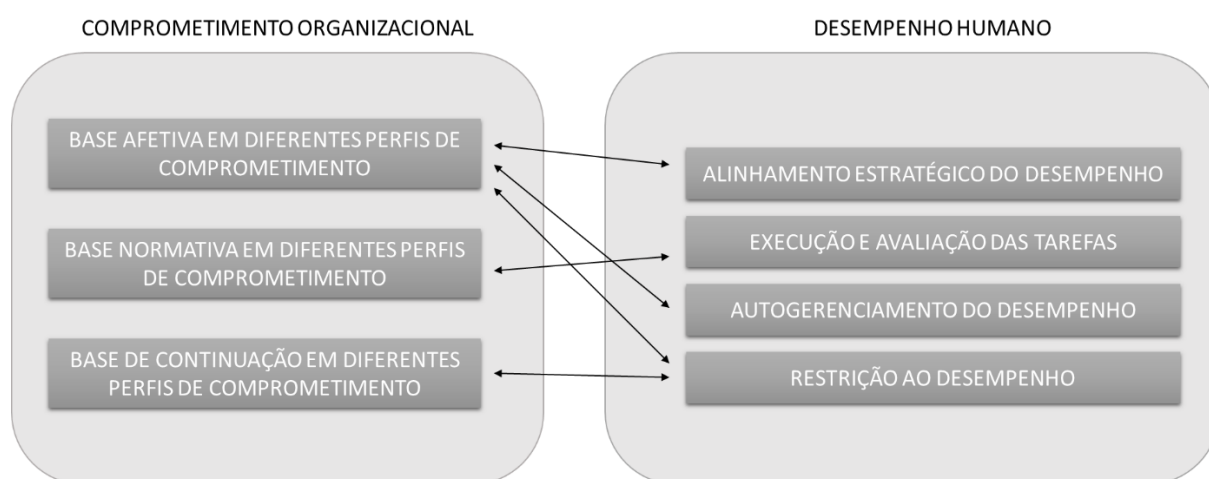 COMPROMETIMENTO ORGANIZACIONAL
BASE AFETIVA EM DIFERENTES PERFIS DE
COMPROMETIMENTO
BASE NORMATIVA EM DIFERENTES PERFIS
DE COMPROMETIMENTO
BASE DE CONTINUAÇÃO EM DIFERENTES
PERFIS DE COMPROMETIMENTO
DESEMPENHO HUMANO
ALINHAMENTO ESTRATÉGICO DO DESEMPENHO
EXECUÇÃO E AVALIAÇÃO DAS TAREFAS
AUTOGERENCIAMENTO DO DESEMPENHO
RESTRIÇÃO AO DESEMPENHO